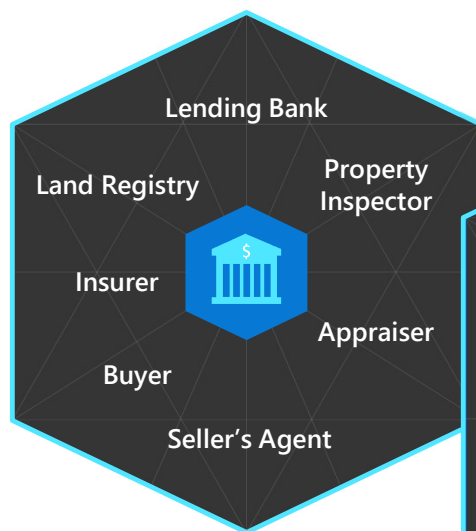 Lending Bank
Property
Inspector
Land Registry
$
Insurer
Appraiser
Buyer
Seller’s Agent